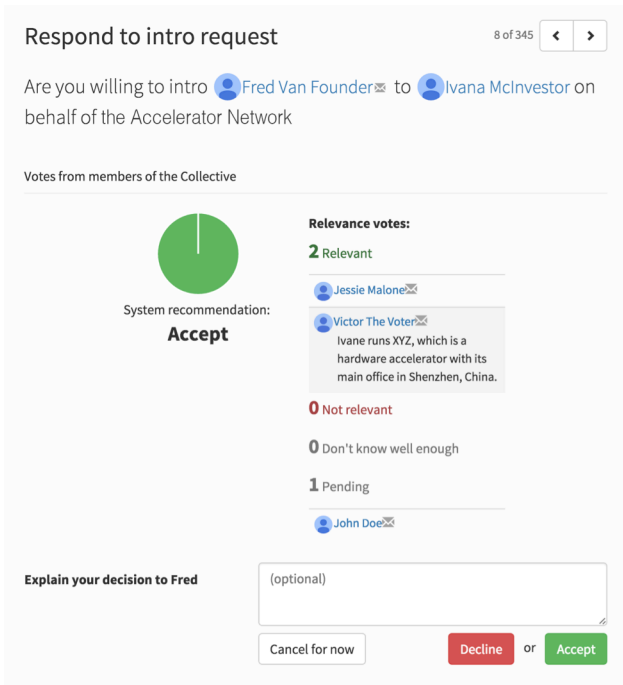 Respond to intro request
8 of 345
Are you willing to intro Fred Van Founder to Ivana McInvestor on
behalf of the Accelerator Network
Votes from members of the Collective
System recommendation:
Accept
Relevance votes:
2 Relevant
Jessie Malone
Victor The Voter
Ivane runs XYZ, which is a
hardware accelerator with its
main office in Shenzhen, China.
0 Not relevant
0 Don't know well enough
1 Pending
John Doe
Explain your decision to Fred
(optional)
Cancel for now
Decline or Accept